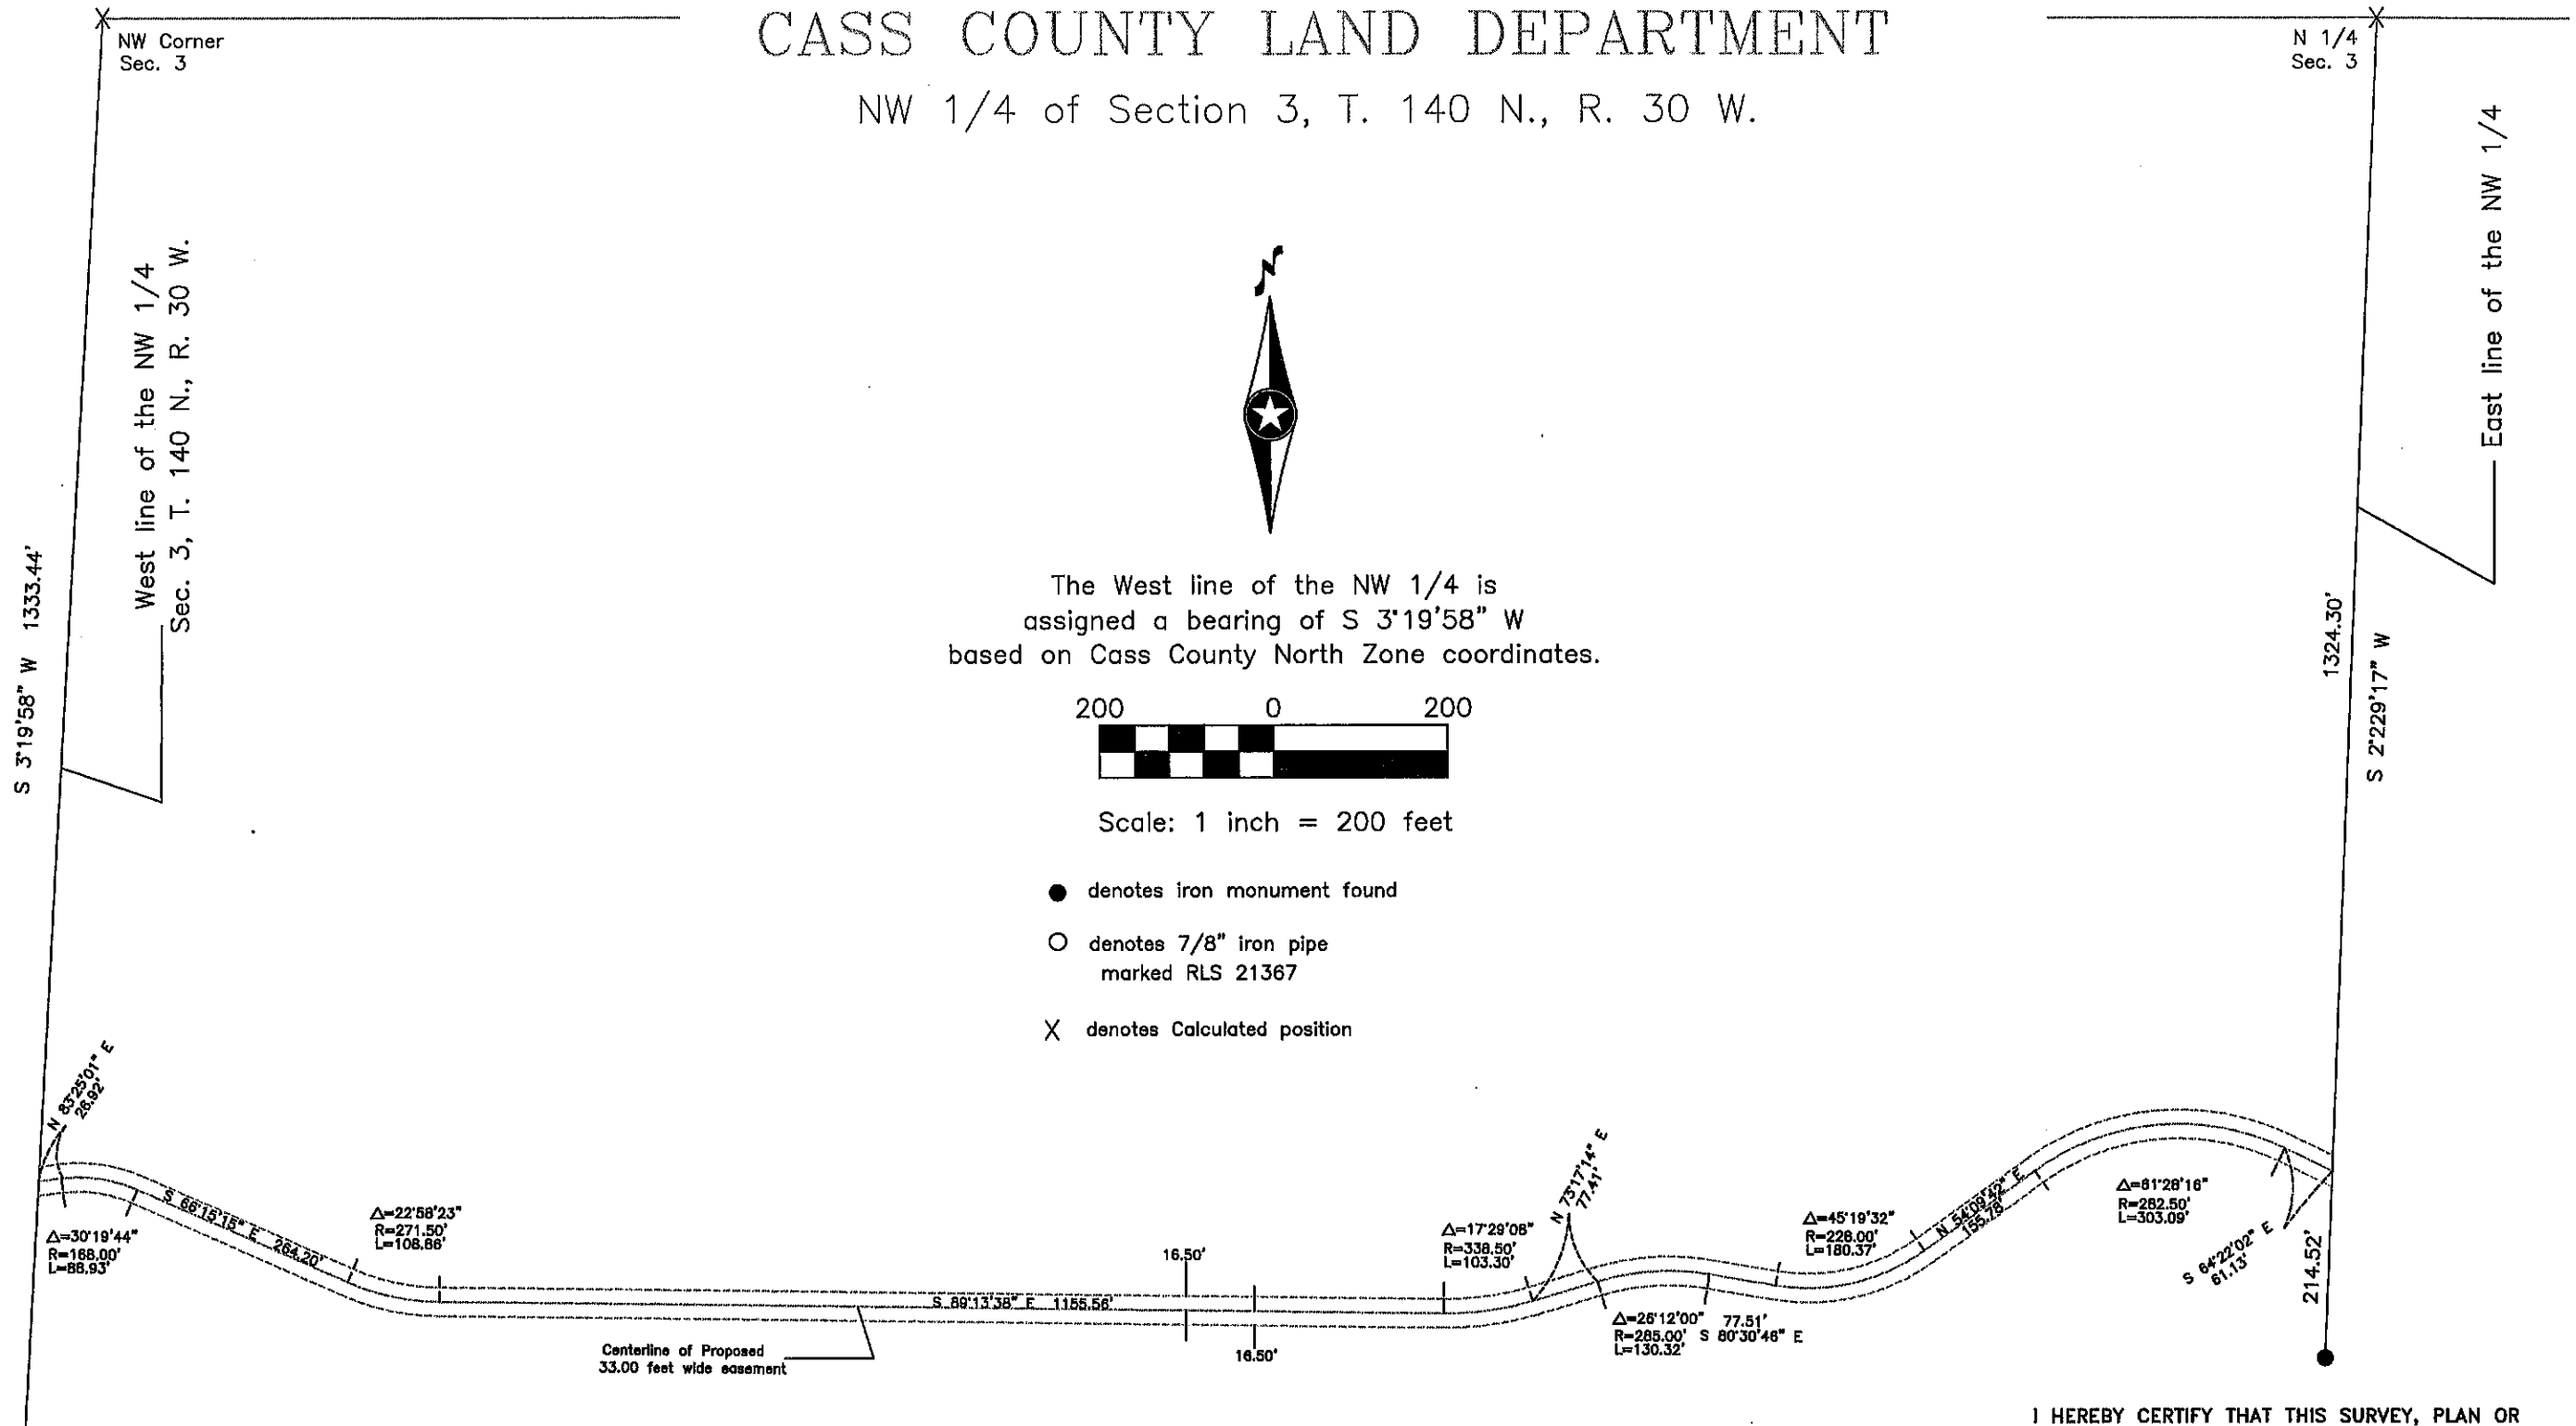 CASS COUNTY LAND DEPARTMENT
NW 1/4 of Section 3, T. 140 N., R. 30 W.
NW Corner
Sec. 3
N 1/4
Sec. 3
West line of the NW 1/4
Sec. 3, T. 140 N., R. 30 W.
S 3°19'58" W 1333.44'
East line of the NW 1/4
1324.30'
S 2°229'17" W
N
The West line of the NW 1/4 is
assigned a bearing of S 3°19'58" W
based on Cass County North Zone coordinates.
200 0 200
Scale: 1 inch = 200 feet
denotes iron monument found
denotes 7/8" iron pipe
marked RLS 21367
X denotes Calculated position
N 83°25'01" E
26.92'
Δ=30°19'44"
R=168.00'
L=88.93'
S 66°15'15" E 264.20'
Δ=22°58'23"
R=271.50'
L=108.86'
S 89°13'38" E 1155.56'
Centerline of Proposed
33.00 feet wide easement
16.50'
16.50'
Δ=17°29'08"
R=338.50'
L=103.30'
N 73°17'14" E
77.41'
Δ=26°12'00"
R=285.00'
L=130.32'
77.51'
S 80°30'46" E
Δ=45°19'32"
R=228.00'
L=180.37'
N 54°09'42" E
155.78'
Δ=61°28'16"
R=282.50'
L=303.09'
S 64°22'02" E
61.13'
214.52'
I HEREBY CERTIFY THAT THIS SURVEY, PLAN OR